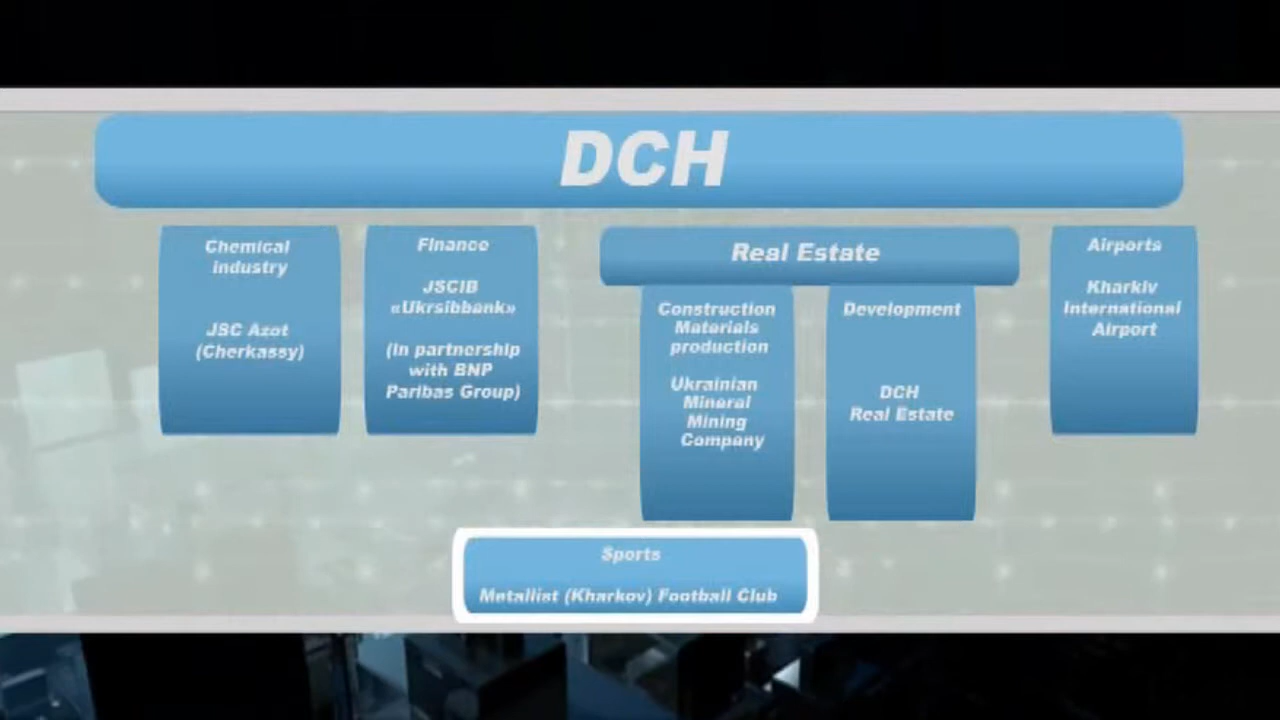 DCH
Chemical
industry
JSC Azot
(Cherkassy)
Finance
JSCIB
«Ukrsibbank»
(in partnership
with BNP
Paribas Group)
Real Estate
Construction
Materials
production
Ukrainian
Mineral
Mining
Company
Development
DCH
Real Estate
Airports
Kharkiv
International
Airport
Sports
Metallist (Kharkov) Football Club